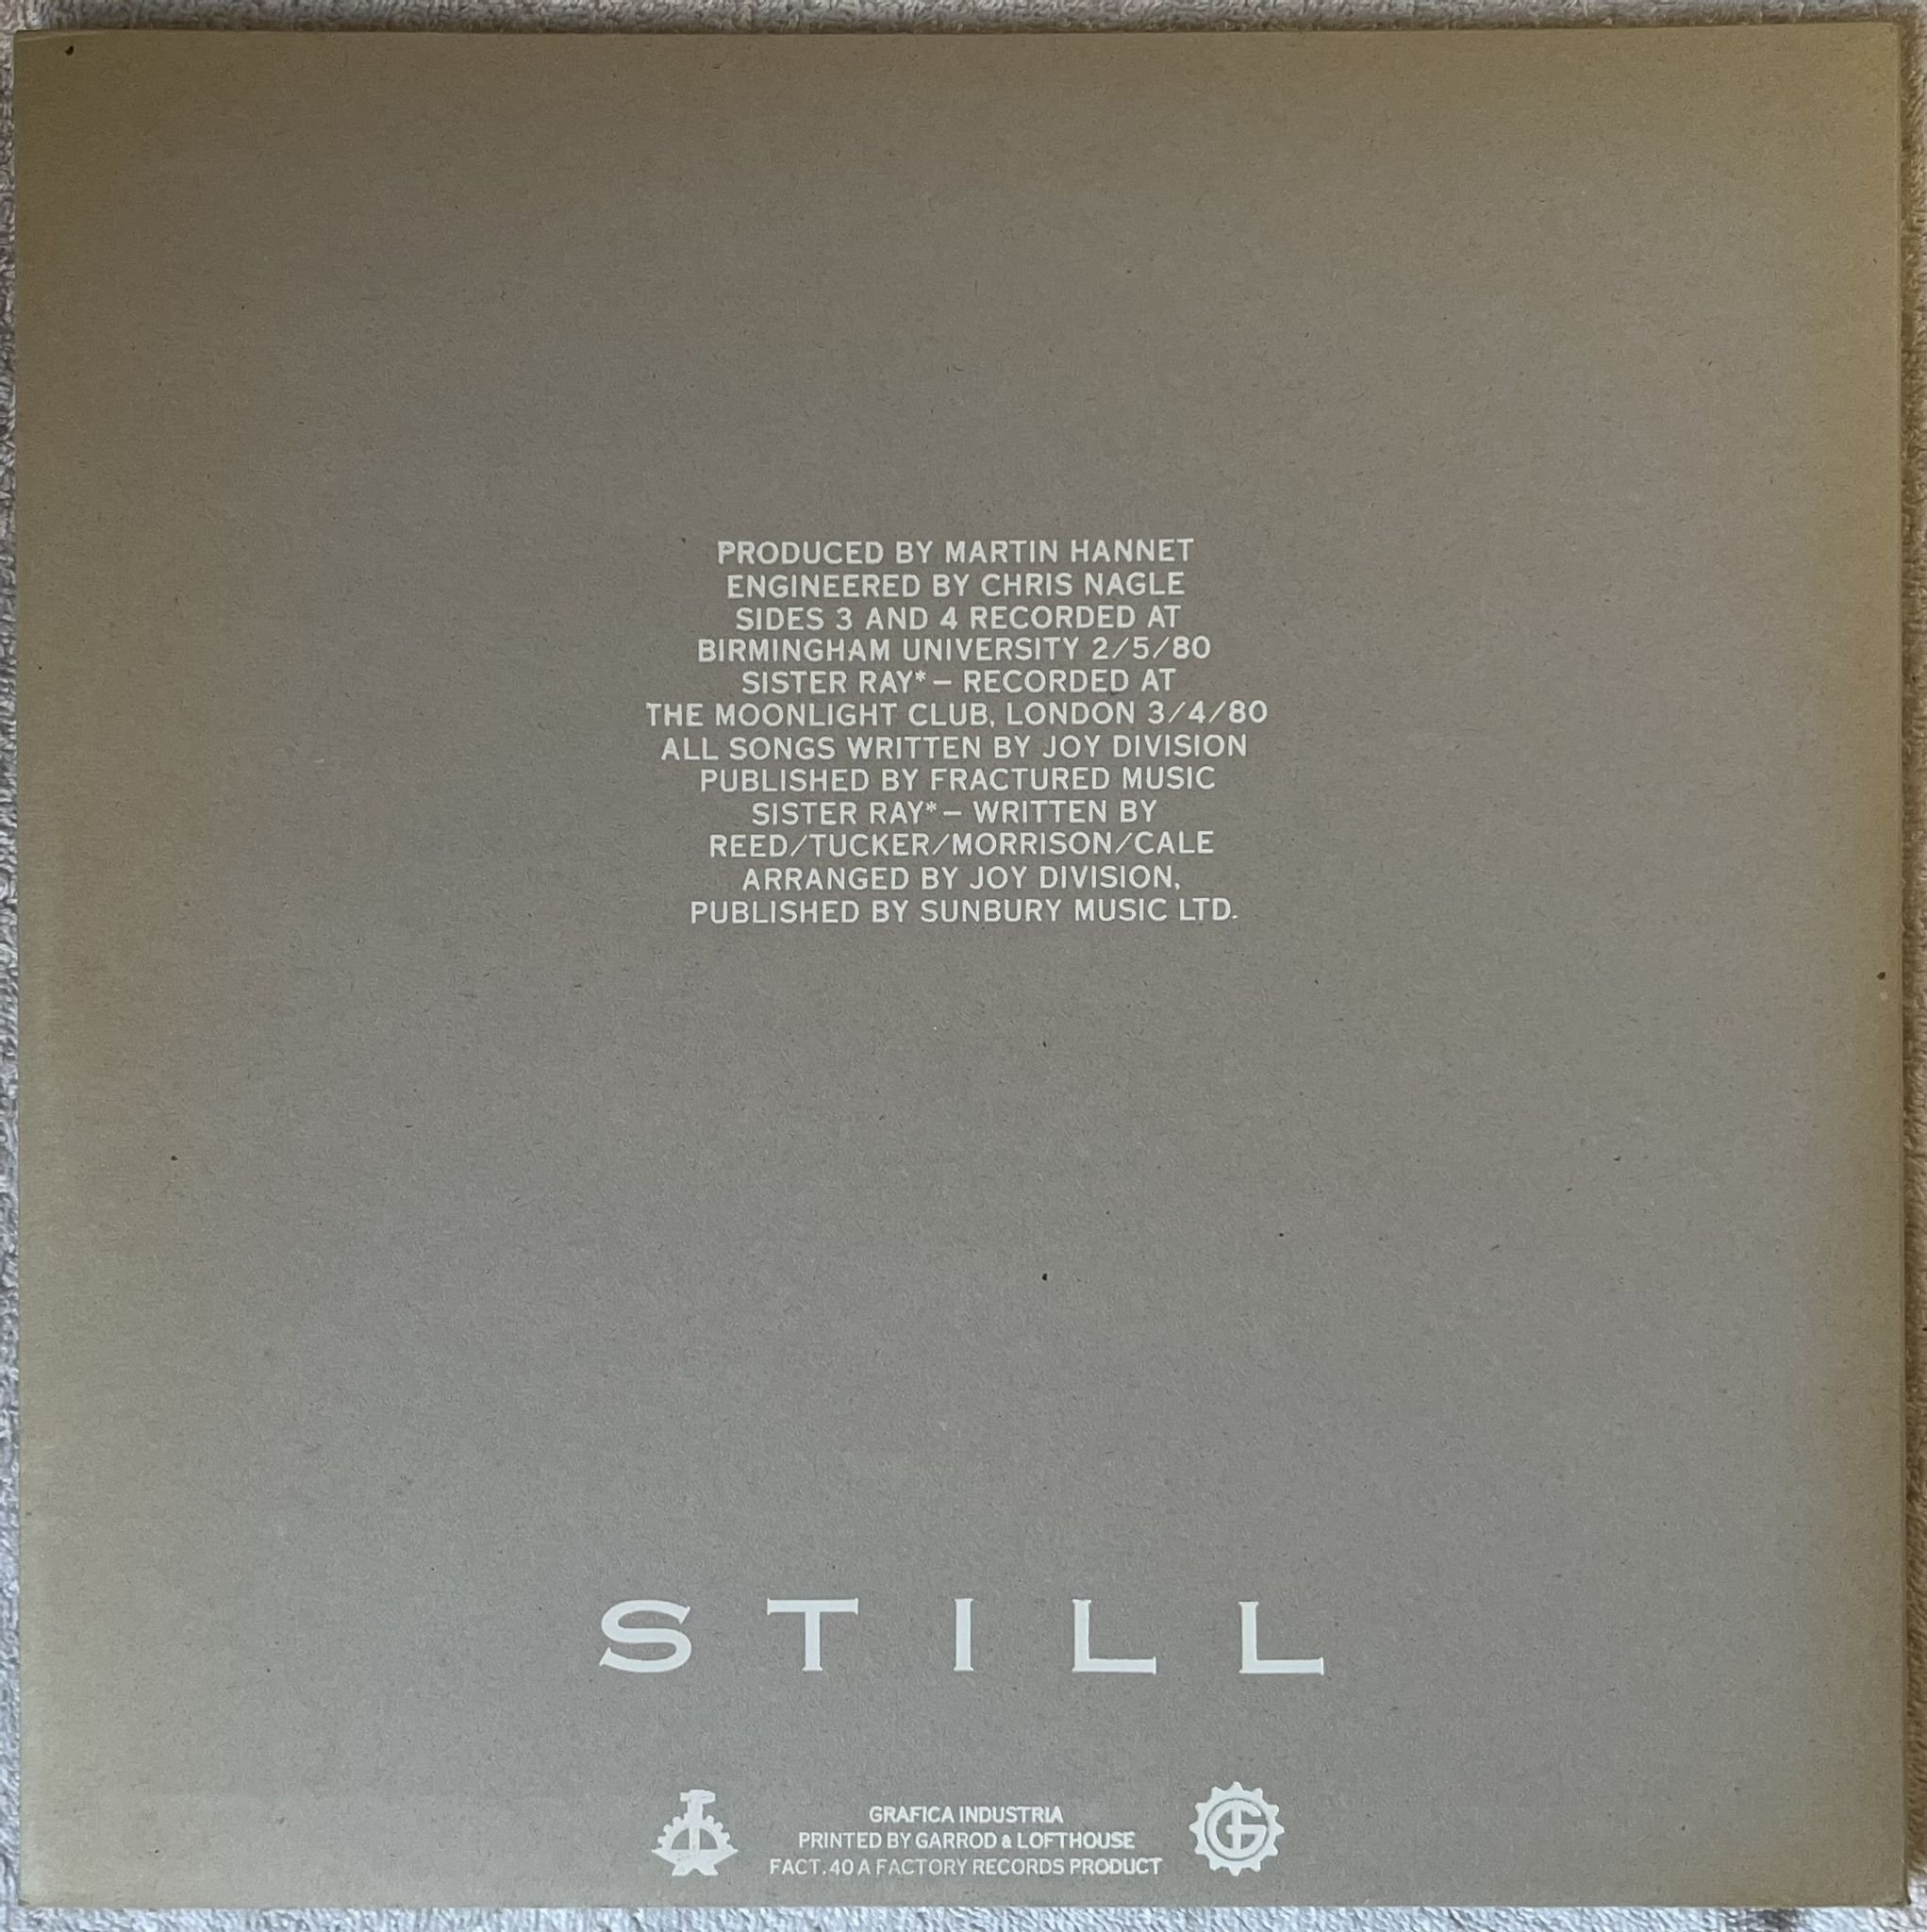 PRODUCED BY MARTIN HANNET
ENGINEERED BY CHRIS NAGLE
SIDES 3 AND 4 RECORDED AT
BIRMINGHAM UNIVERSITY 2/5/80
SISTER RAY* – RECORDED AT
THE MOONLIGHT CLUB, LONDON 3/4/80
ALL SONGS WRITTEN BY JOY DIVISION
PUBLISHED BY FRACTURED MUSIC
SISTER RAY* – WRITTEN BY
REED/TUCKER/MORRISON/CALE
ARRANGED BY JOY DIVISION,
PUBLISHED BY SUNBURY MUSIC LTD.
STILL
GRAFICA INDUSTRIA
PRINTED BY GARROD & LOFTHOUSE
FACT.40 A FACTORY RECORDS PRODUCT